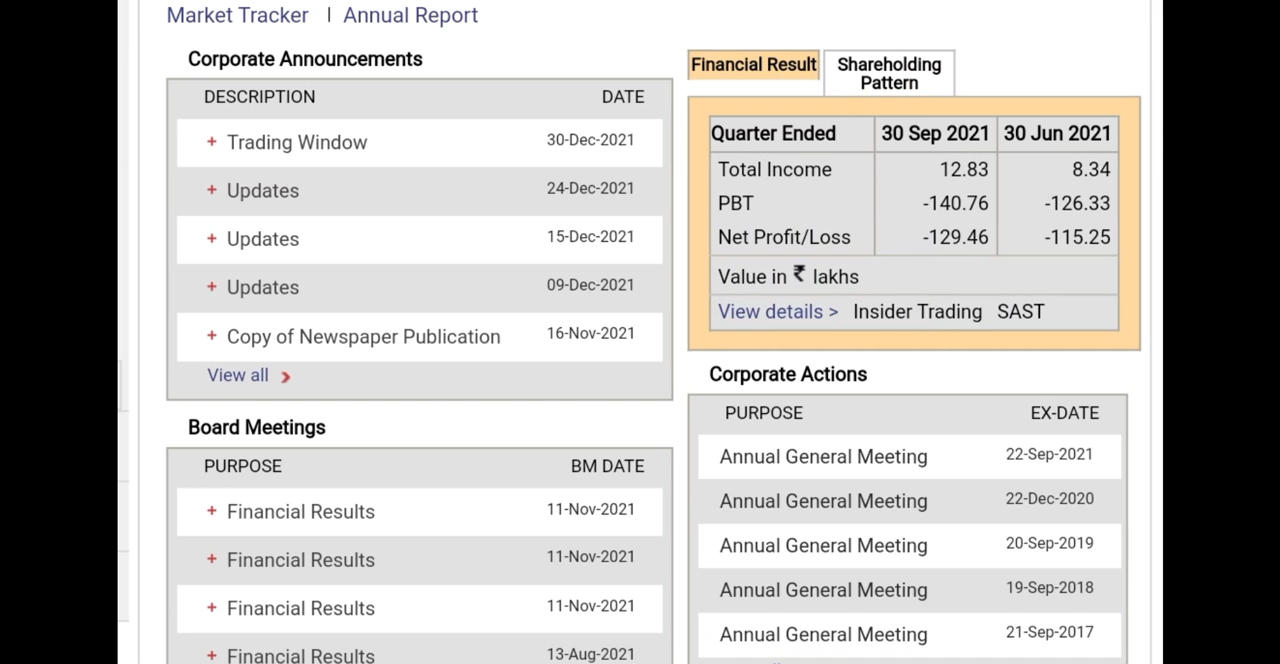 Market Tracker | Annual Report
Corporate Announcements
DESCRIPTION DATE
+ Trading Window 30-Dec-2021
+ Updates 24-Dec-2021
+ Updates 15-Dec-2021
+ Updates 09-Dec-2021
+ Copy of Newspaper Publication 16-Nov-2021
View all >
Board Meetings
PURPOSE BM DATE
+ Financial Results 11-Nov-2021
+ Financial Results 11-Nov-2021
+ Financial Results 11-Nov-2021
+ Financial Results 13-Aug-2021
Financial Result
Shareholding
Pattern
Quarter Ended 30 Sep 2021 30 Jun 2021
Total Income 12.83 8.34
PBT -140.76 -126.33
Net Profit/Loss -129.46 -115.25
Value in ₹ lakhs
View details > Insider Trading SAST
Corporate Actions
PURPOSE EX-DATE
Annual General Meeting 22-Sep-2021
Annual General Meeting 22-Dec-2020
Annual General Meeting 20-Sep-2019
Annual General Meeting 19-Sep-2018
Annual General Meeting 21-Sep-2017